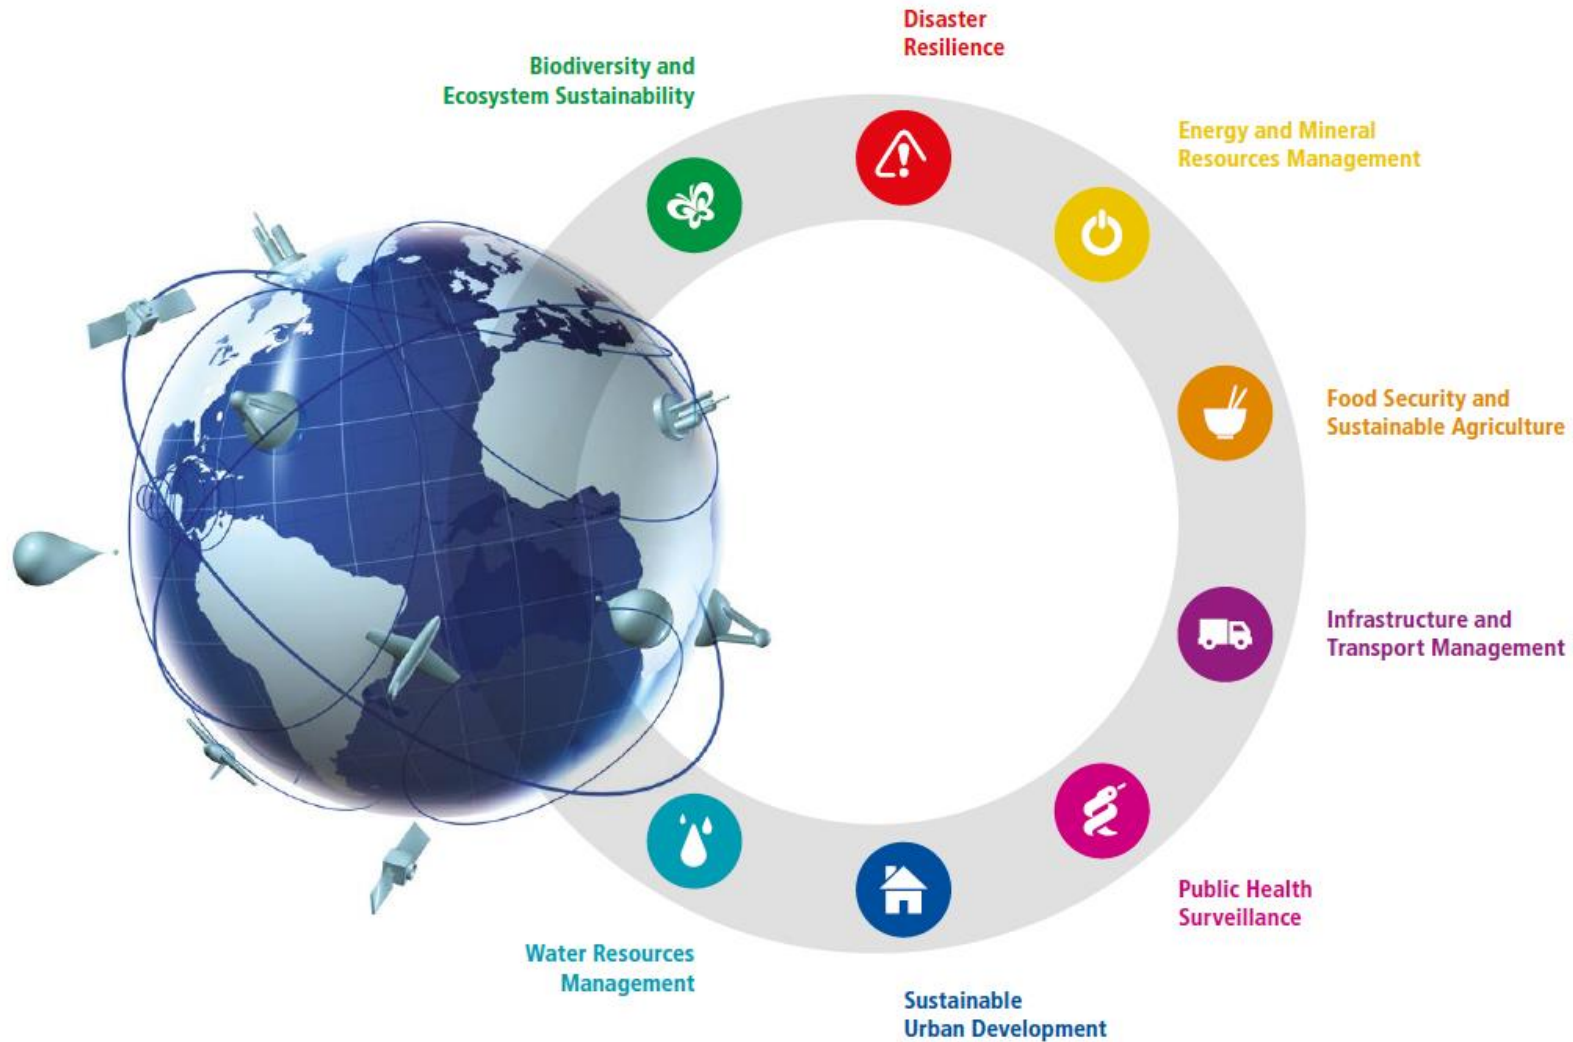 Disaster
Resilience
Biodiversity and
Ecosystem Sustainability
Energy and Mineral
Resources Management
Food Security and
Sustainable Agriculture
Infrastructure and
Transport Management
Public Health
Surveillance
Water Resources
Management
Sustainable
Urban Development